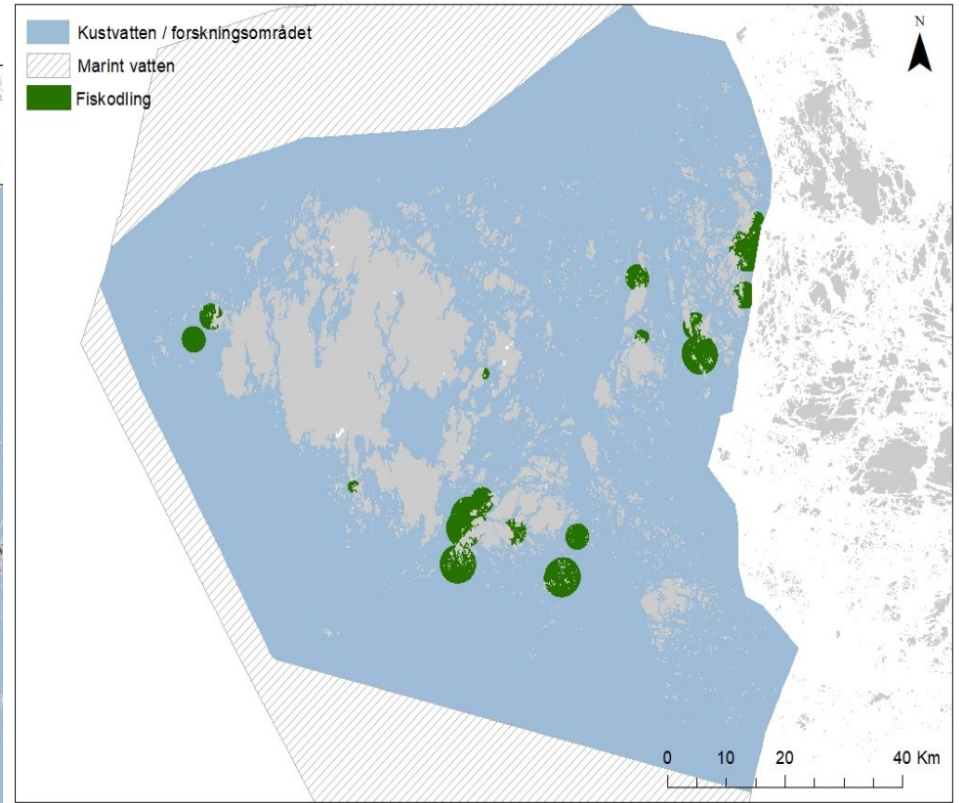 Kustvatten / forskningsområdet
Marint vatten
Fiskodling
N
0 10 20 40 Km